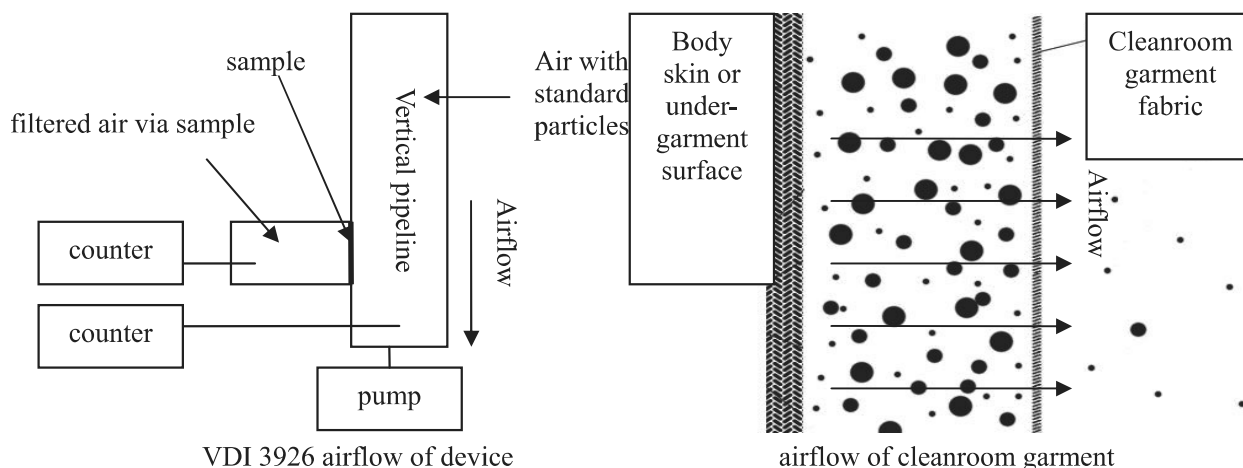 sample
filtered air via sample
counter
counter
Vertical pipeline
pump
Airflow
Air with
standard
particles
VDI 3926 airflow of device
Body
skin or
under-
garment
surface
Cleanroom
garment
fabric
Airflow
airflow of cleanroom garment